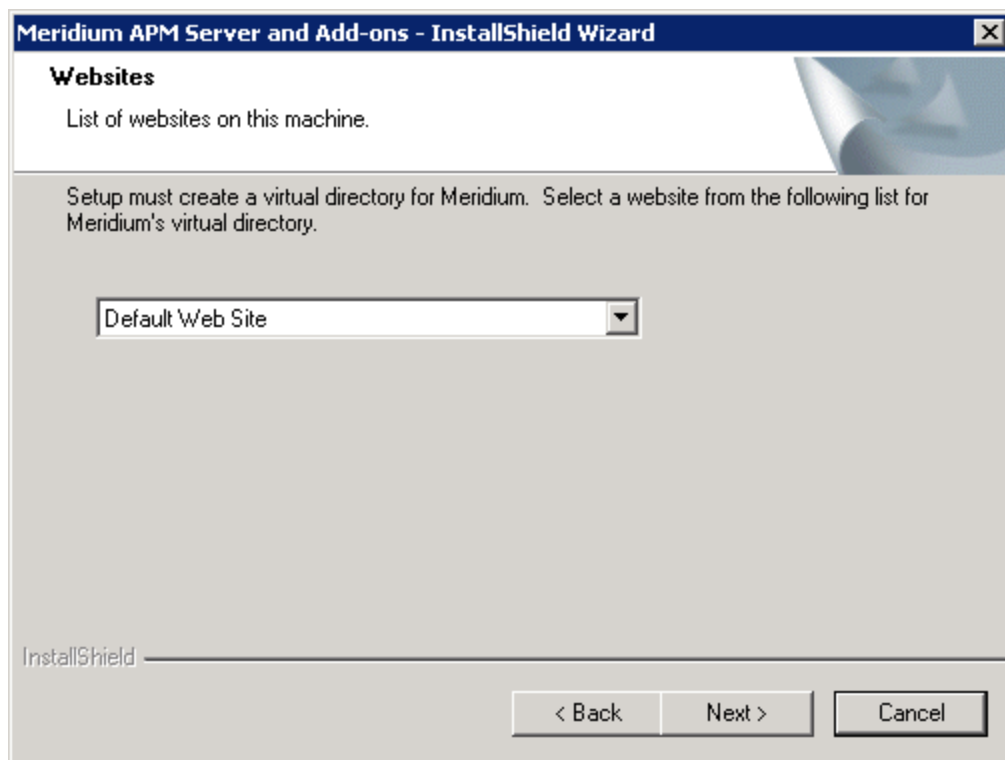 Meridium APM Server and Add-ons - InstallShield Wizard
Websites
List of websites on this machine.
Setup must create a virtual directory for Meridium.  Select a website from the following list for
Meridium's virtual directory.
Default Web Site
InstallShield
< Back
Next >
Cancel